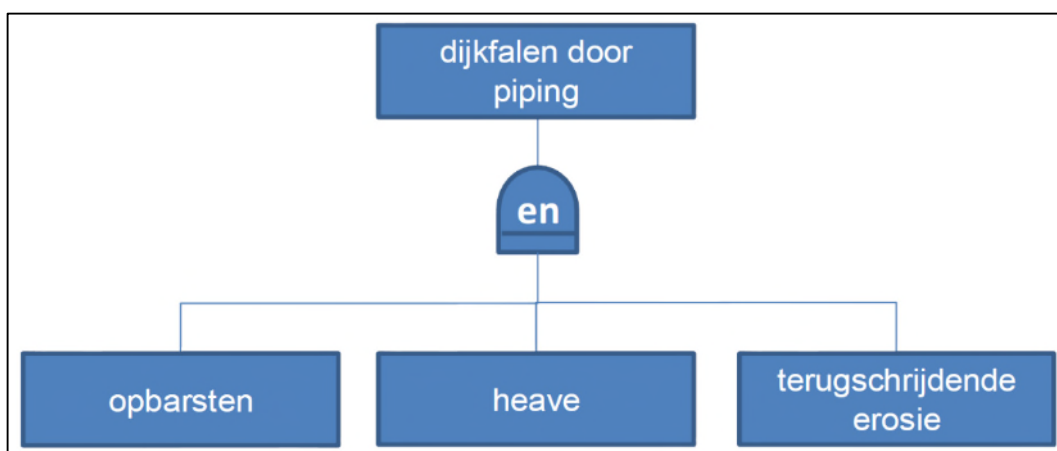 dijkfalen door
piping
en
opbarsten
heave
terugschrijdende
erosie